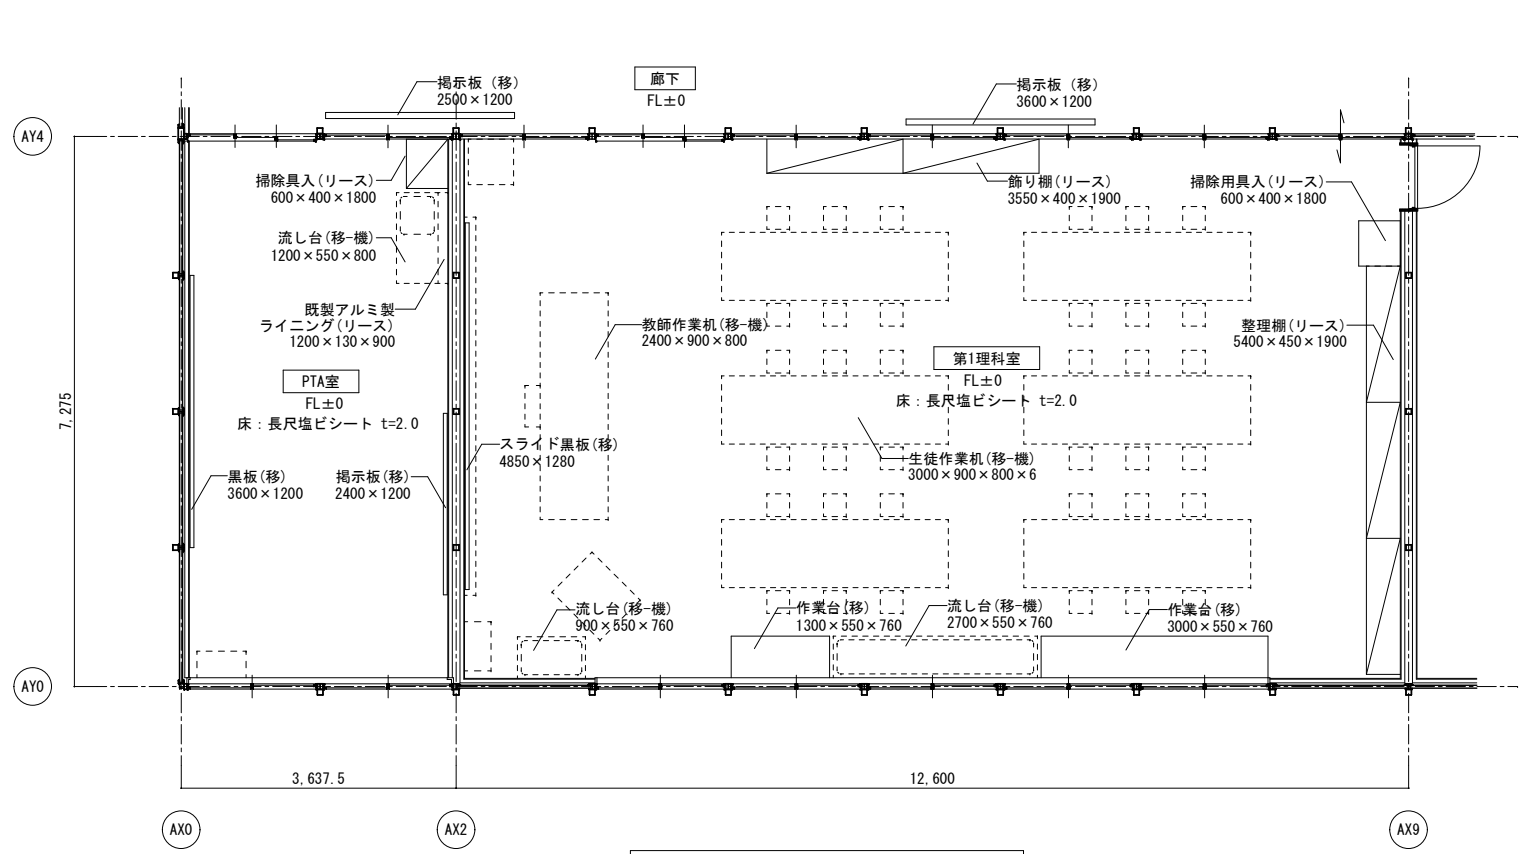 廊下
FL±0
掲示板（移）
2500×1200
掲示板（移）
3600×1200
AY4
掃除具入(リース)
600×400×1800
飾り棚(リース)
3550×400×1900
掃除用具入(リース)
600×400×1800
流し台(移-機)
1200×550×800
既製アルミ製
ライニング(リース)
1200×130×900
教師作業机(移-機)
2400×900×800
整理棚(リース)
5400×450×1900
第1理科室
FL±0
床：長尺塩ビシート t=2.0
PTA室
FL±0
床：長尺塩ビシート t=2.0
7,275
スライド黒板(移)
4850×1280
生徒作業机(移-機)
3000×900×800×6
黒板(移)
3600×1200
掲示板(移)
2400×1200
流し台(移-機)
900×550×760
作業台(移)
1300×550×760
流し台(移-機)
2700×550×760
作業台(移)
3000×550×760
AY0
3,637.5
12,600
AX0
AX2
AX9